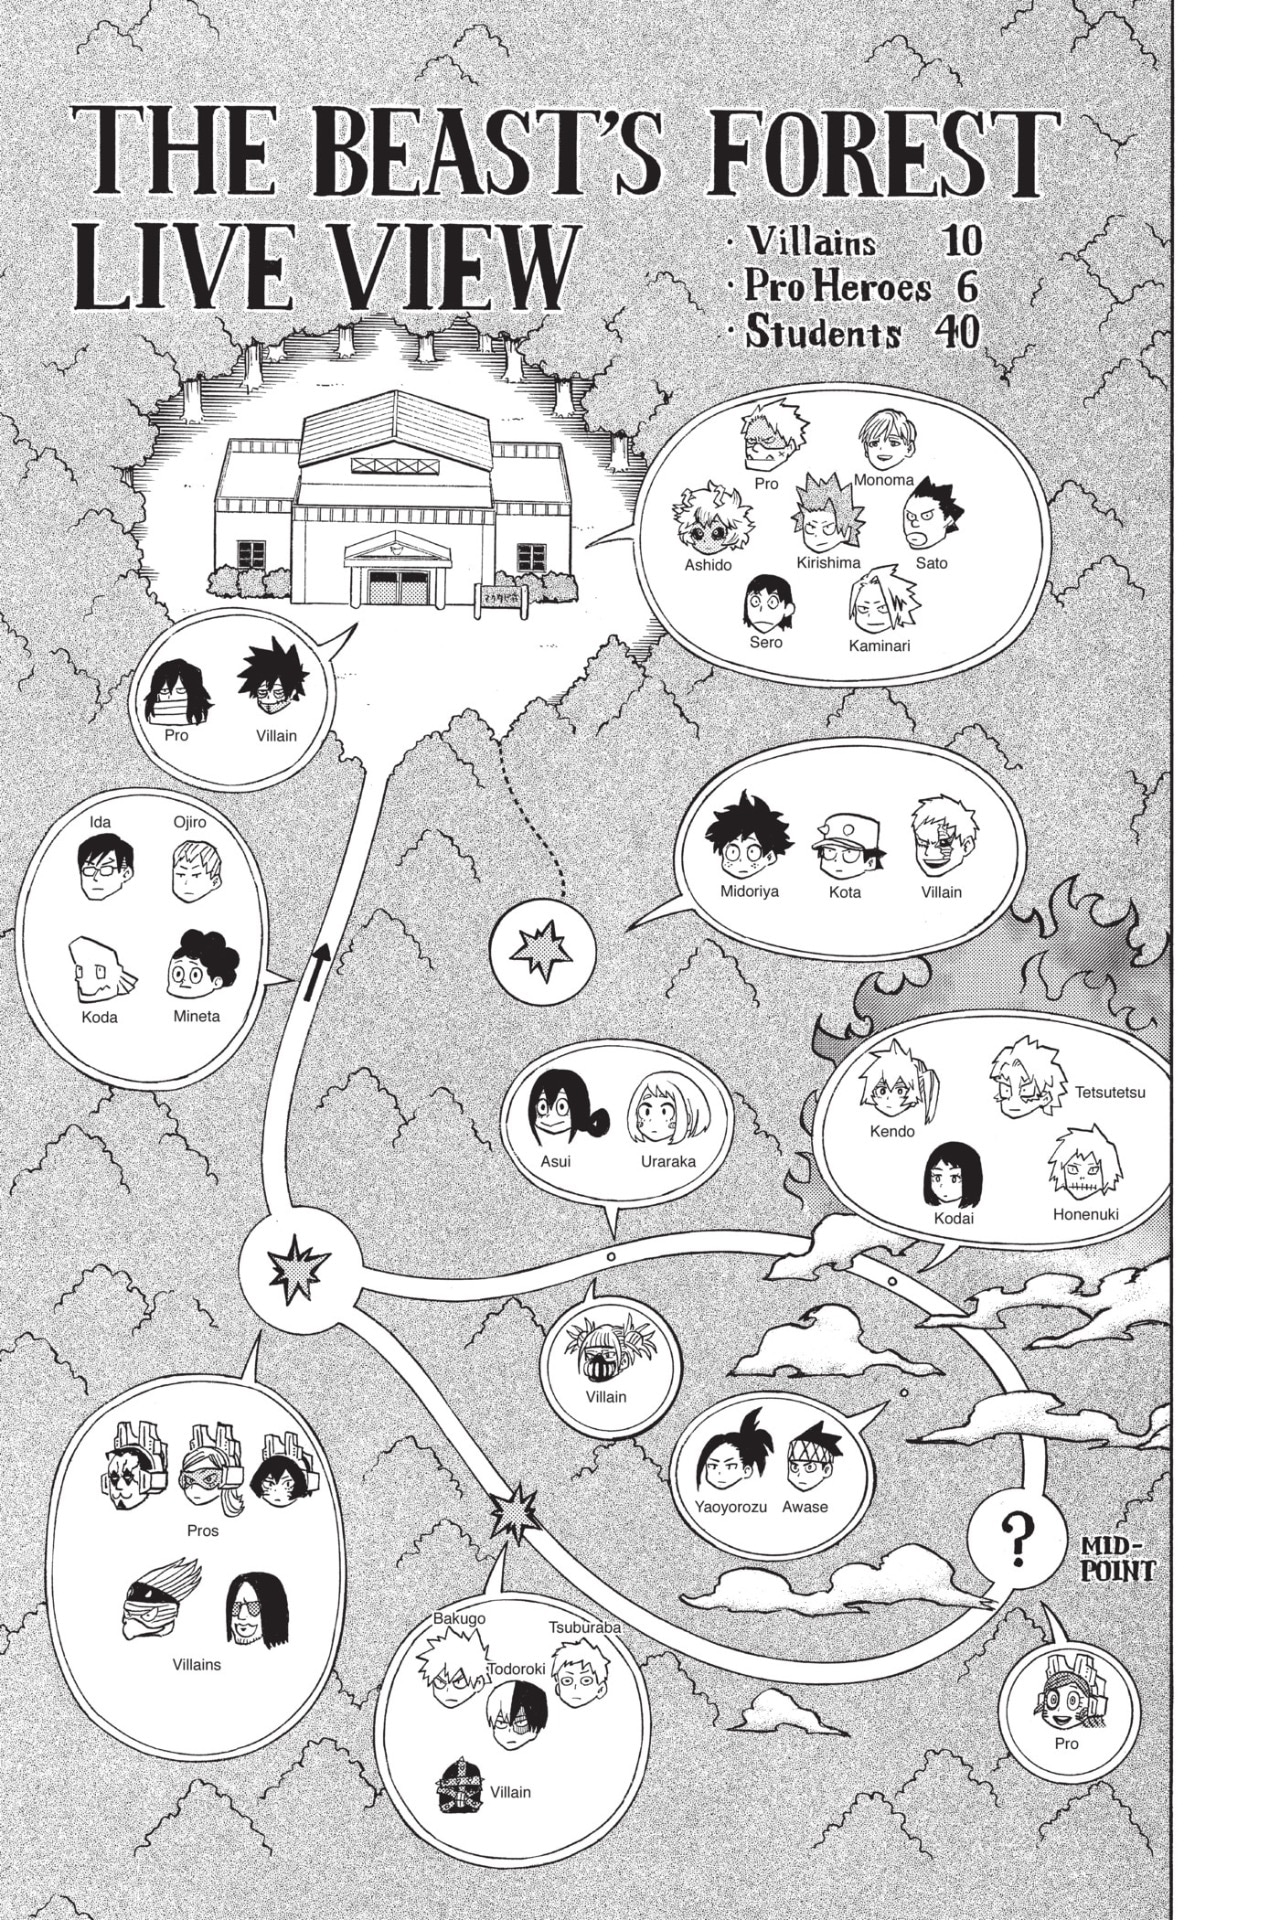 THE BEAST'S FOREST
LIVE VIEW
· Villains 10
· Pro Heroes 6
· Students 40
Pro
Monoma
Ashido
Kirishima
Sato
Sero
Kaminari
Pro
Villain
Ida
Ojiro
Koda
Mineta
Midoriya
Kota
Villain
Asui
Uraraka
Kendo
Tetsutetsu
Kodai
Honenuki
Villain
Yaoyorozu
Awase
?
MID-
POINT
Pros
Villains
Bakugo
Tsuburaba
Todoroki
Villain
Pro